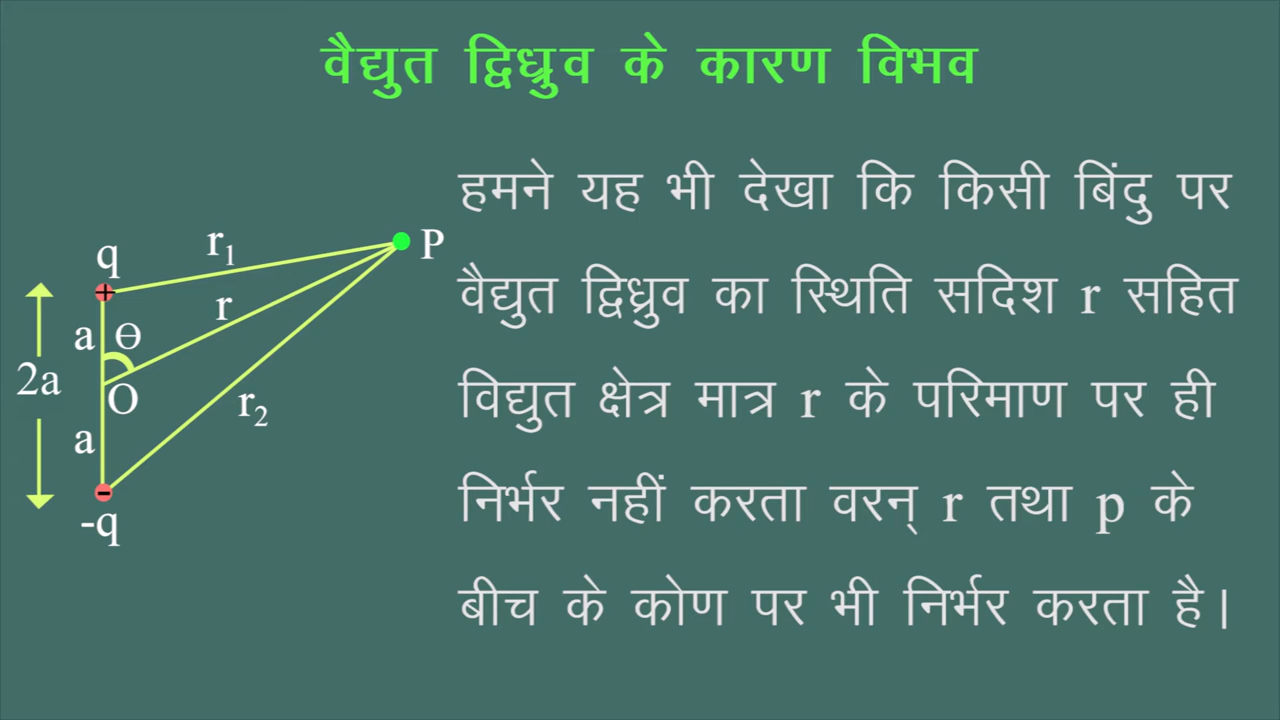 वैद्युत द्विध्रुव के कारण विभव
हमने यह भी देखा कि किसी बिंदु पर
वैद्युत द्विध्रुव का स्थिति सदिश r सहित
विद्युत क्षेत्र मात्र r के परिमाण पर ही
निर्भर नहीं करता वरन् r तथा p के
बीच के कोण पर भी निर्भर करता है।
q
r₁
P
r
a
Ɵ
2a
O
r₂
a
-q